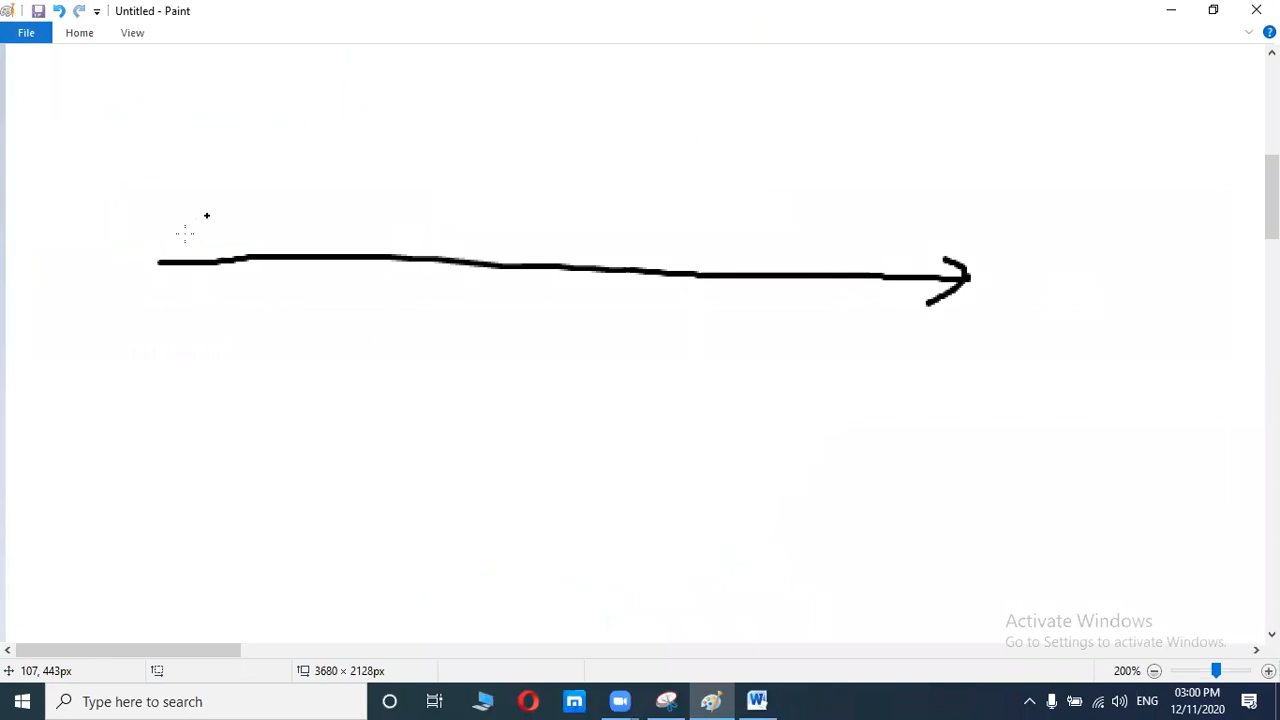 Untitled - Paint
File Home View
Activate Windows
Go to Settings to activate Windows.
107, 443px 3680 × 2128px 200%
Type here to search
ENG
03:00 PM
12/11/2020